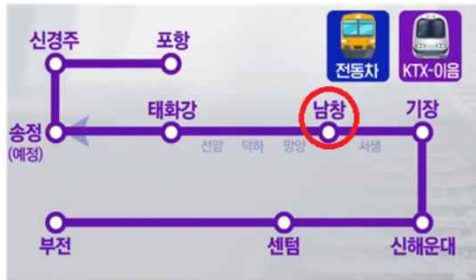 신경주
포항
전동차
KTX-이음
송정
(예정)
태화강
남창
기장
선암
덕하
망양
서생
부전
센텀
신해운대